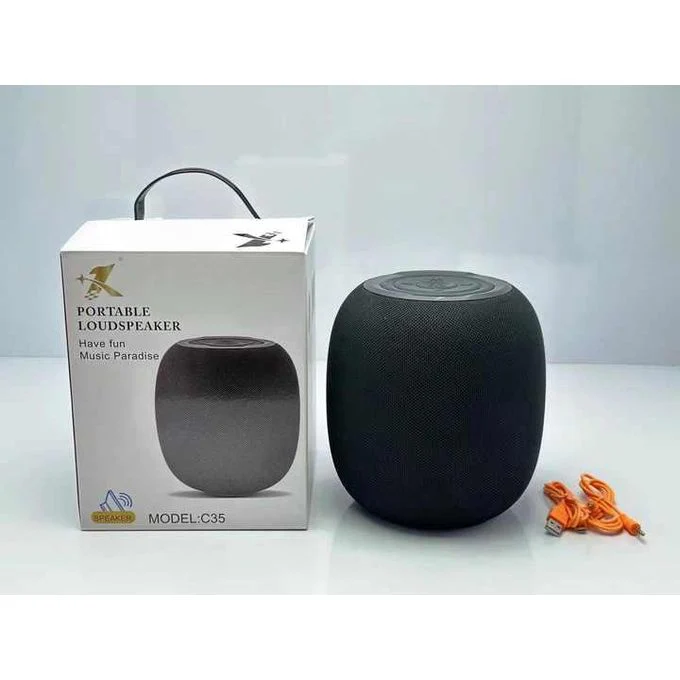 PORTABLE
LOUDSPEAKER
Have fun
Music Paradise
SPEAKER
MODEL:C35